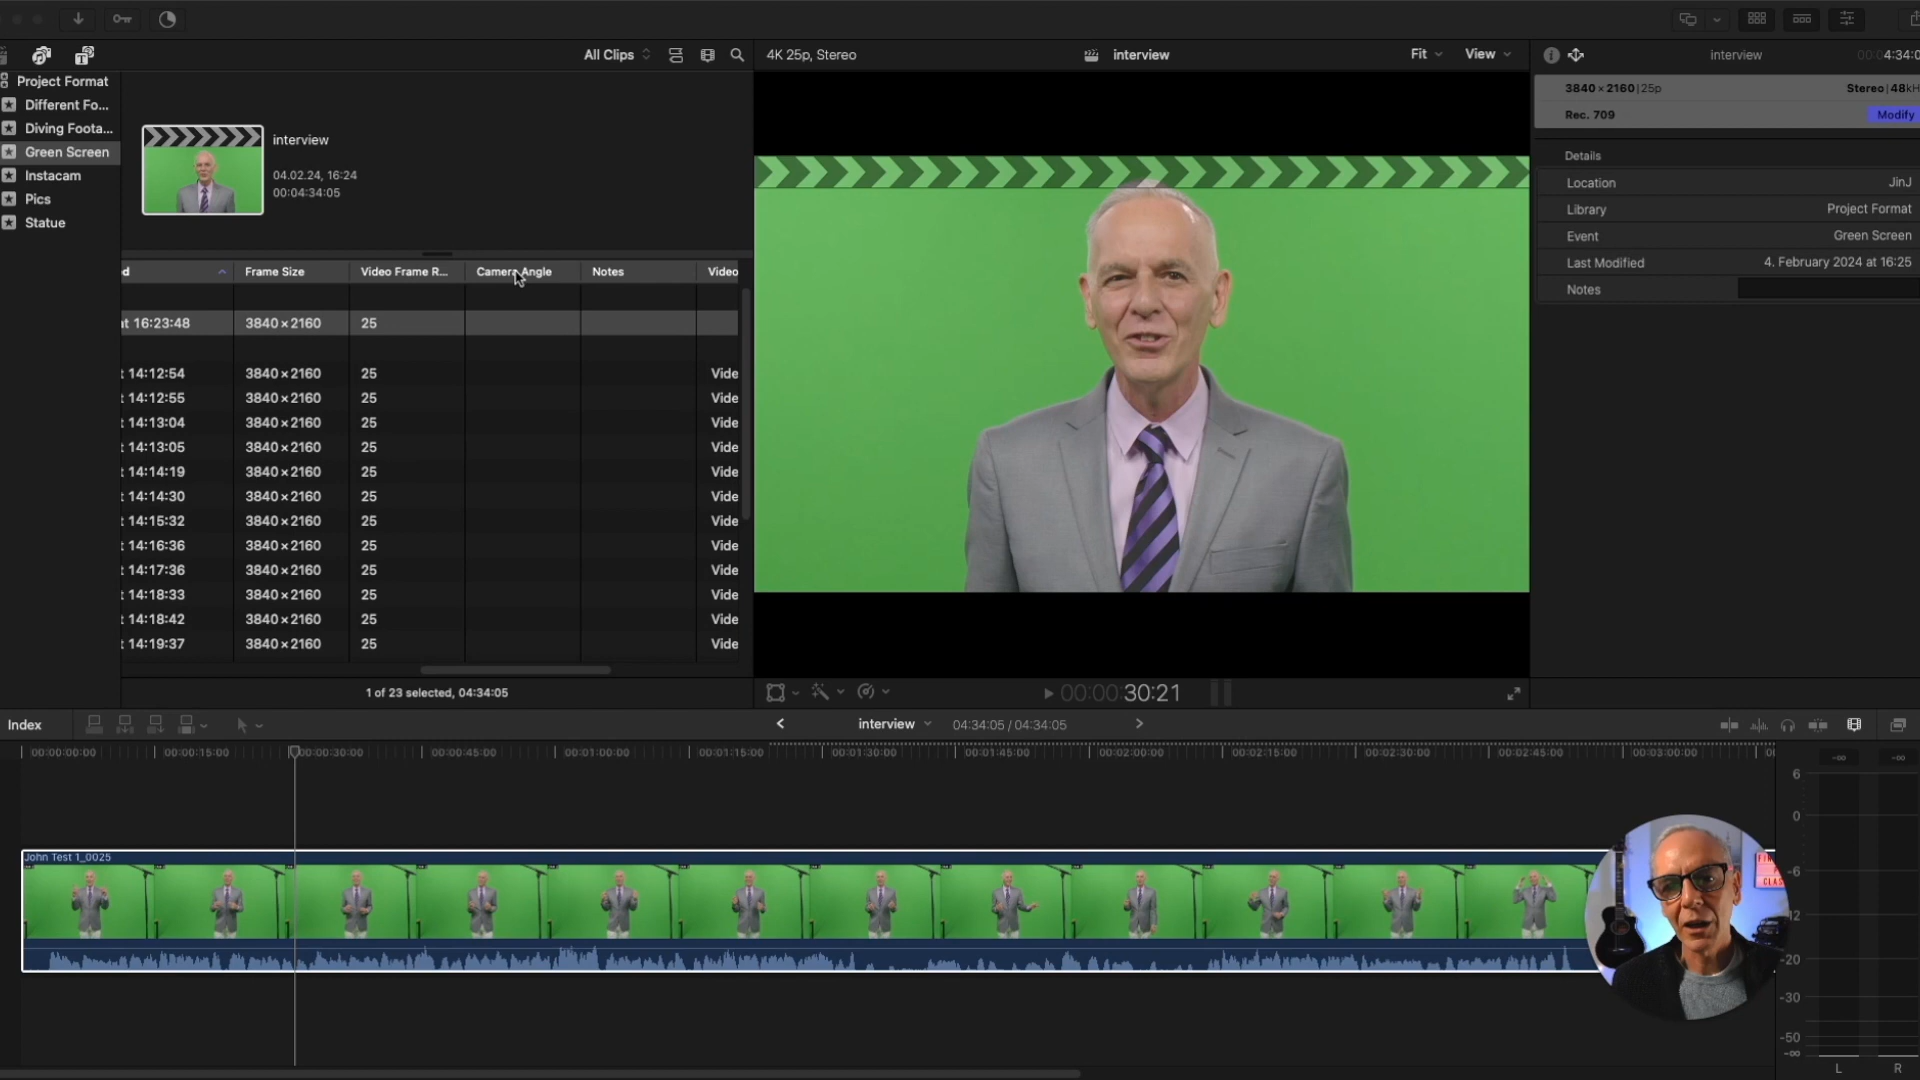 All Clips
4K 25p, Stereo
interview
Fit
View
interview
4:34:0
Project Format
Different Fo...
Diving Foota...
Green Screen
Instacam
Pics
Statue
interview
04.02.24, 16:24
00:04:34:05
3840 × 2160 | 25p
Stereo | 48kH
Rec. 709
Modify
Details
Location JinJ
Library Project Format
Event Green Screen
Last Modified 4. February 2024 at 16:25
Notes
d Frame Size Video Frame R... Camera Angle Notes Video
at 16:23:48 3840 × 2160 25
t 14:12:54 3840 × 2160 25 Vide
t 14:12:55 3840 × 2160 25 Vide
t 14:13:04 3840 × 2160 25 Vide
t 14:13:05 3840 × 2160 25 Vide
t 14:14:19 3840 × 2160 25 Vide
t 14:14:30 3840 × 2160 25 Vide
t 14:15:32 3840 × 2160 25 Vide
t 14:16:36 3840 × 2160 25 Vide
t 14:17:36 3840 × 2160 25 Vide
t 14:18:33 3840 × 2160 25 Vide
t 14:18:42 3840 × 2160 25 Vide
t 14:19:37 3840 × 2160 25 Vide
1 of 23 selected, 04:34:05
00:00:30:21
Index
interview
04:34:05 / 04:34:05
00:00:00:00 00:00:15:00 00:00:30:00 00:00:45:00 00:01:00:00 00:01:15:00 00:01:30:00 00:01:45:00 00:02:00:00 00:02:15:00 00:02:30:00 00:02:45:00 00:03:00:00
John Test 1_0025
-∞ -∞
6
0
-6
-12
-20
-30
-50
-∞
L R